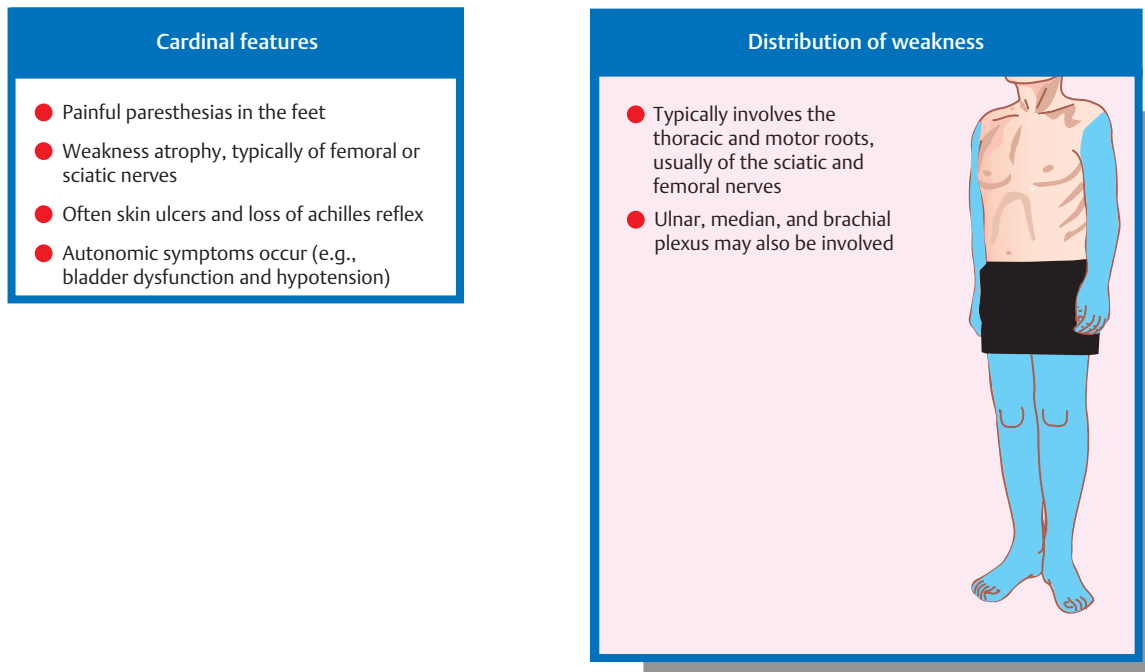 Cardinal features
Painful paresthesias in the feet
Weakness atrophy, typically of femoral or
sciatic nerves
Often skin ulcers and loss of achilles reflex
Autonomic symptoms occur (e.g.,
bladder dysfunction and hypotension)
Distribution of weakness
Typically involves the
thoracic and motor roots,
usually of the sciatic and
femoral nerves
Ulnar, median, and brachial
plexus may also be involved